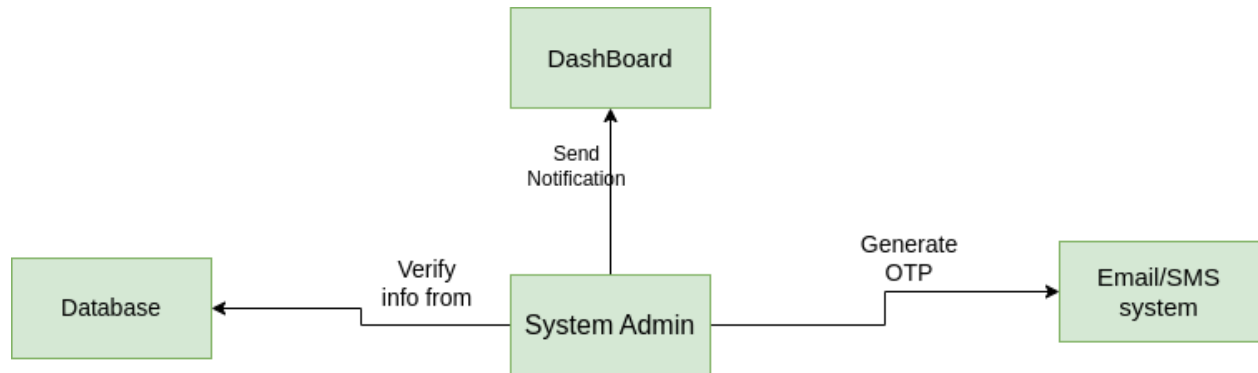 DashBoard
Send
Notification
Generate
OTP
Verify
info from
Email/SMS
system
Database
System Admin